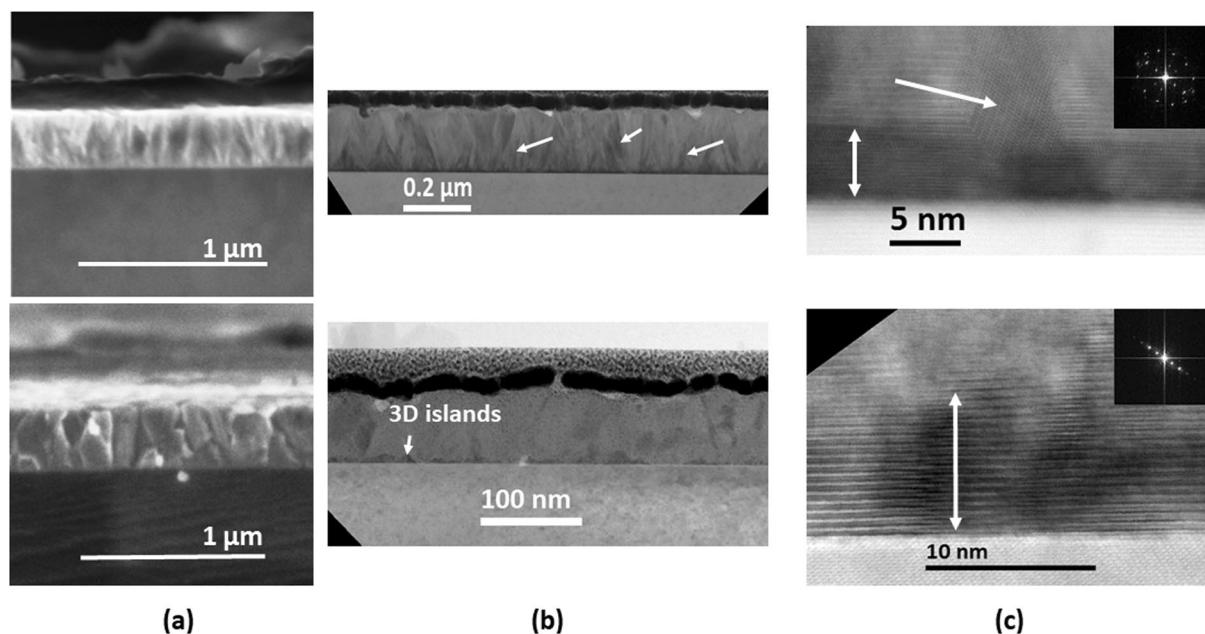 1 μm
0.2 μm
5 nm
1 μm
3D islands
100 nm
10 nm
(a)
(b)
(c)